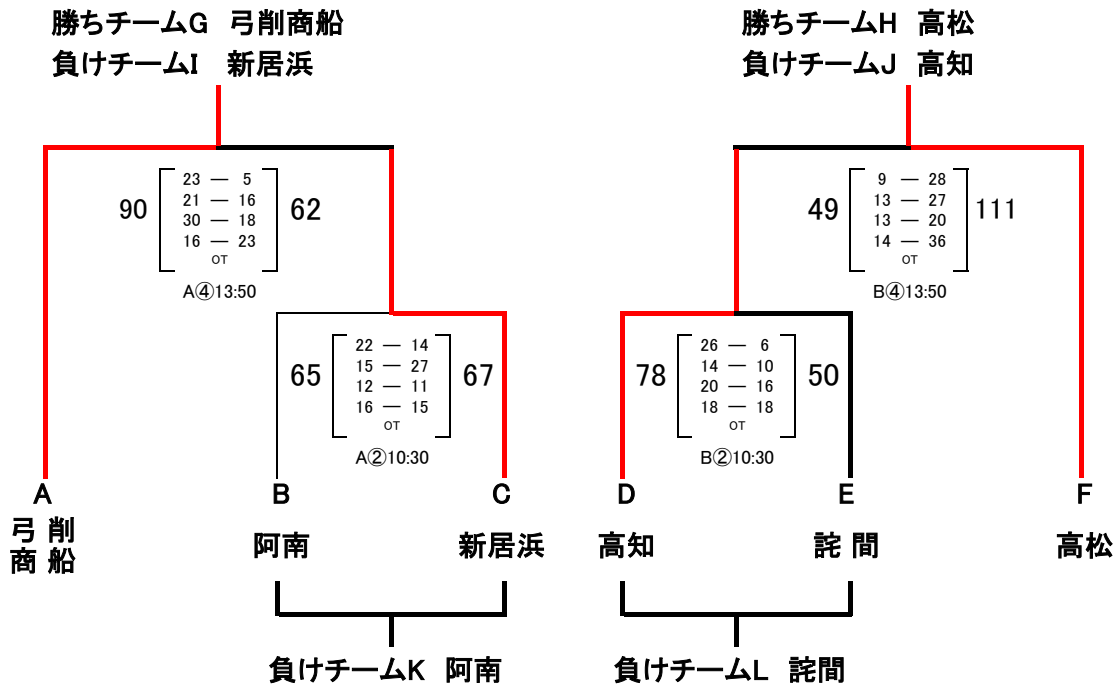 勝ちチームG 弓削商船
負けチームI 新居浜
勝ちチームH 高松
負けチームJ 高知
90
23 — 5
21 — 16
30 — 18
16 — 23
OT
62
A④13:50
49
9 — 28
13 — 27
13 — 20
14 — 36
OT
111
B④13:50
65
22 — 14
15 — 27
12 — 11
16 — 15
OT
67
A②10:30
78
26 — 6
14 — 10
20 — 16
18 — 18
OT
50
B②10:30
A
B
C
D
E
F
弓削
商船
阿南
新居浜
高知
詫間
高松
負けチームK 阿南
負けチームL 詫間